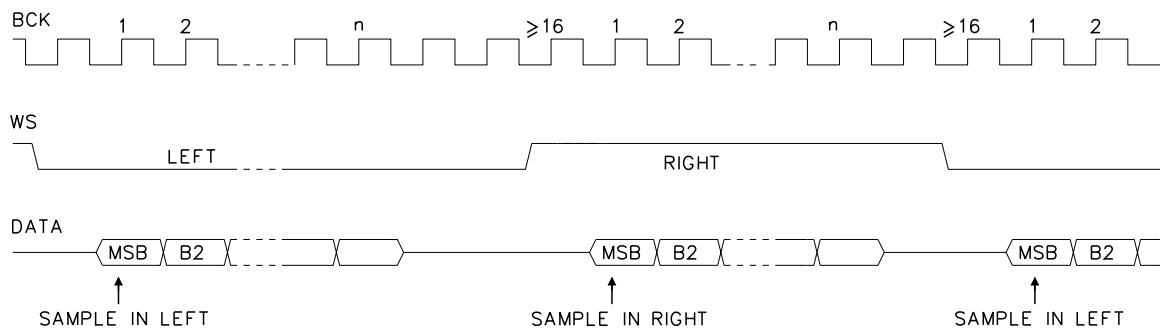 BCK
1 2 n ≥16 1 2 n ≥16 1 2
WS
LEFT RIGHT
DATA
MSB B2 MSB B2 MSB B2
SAMPLE IN LEFT SAMPLE IN RIGHT SAMPLE IN LEFT